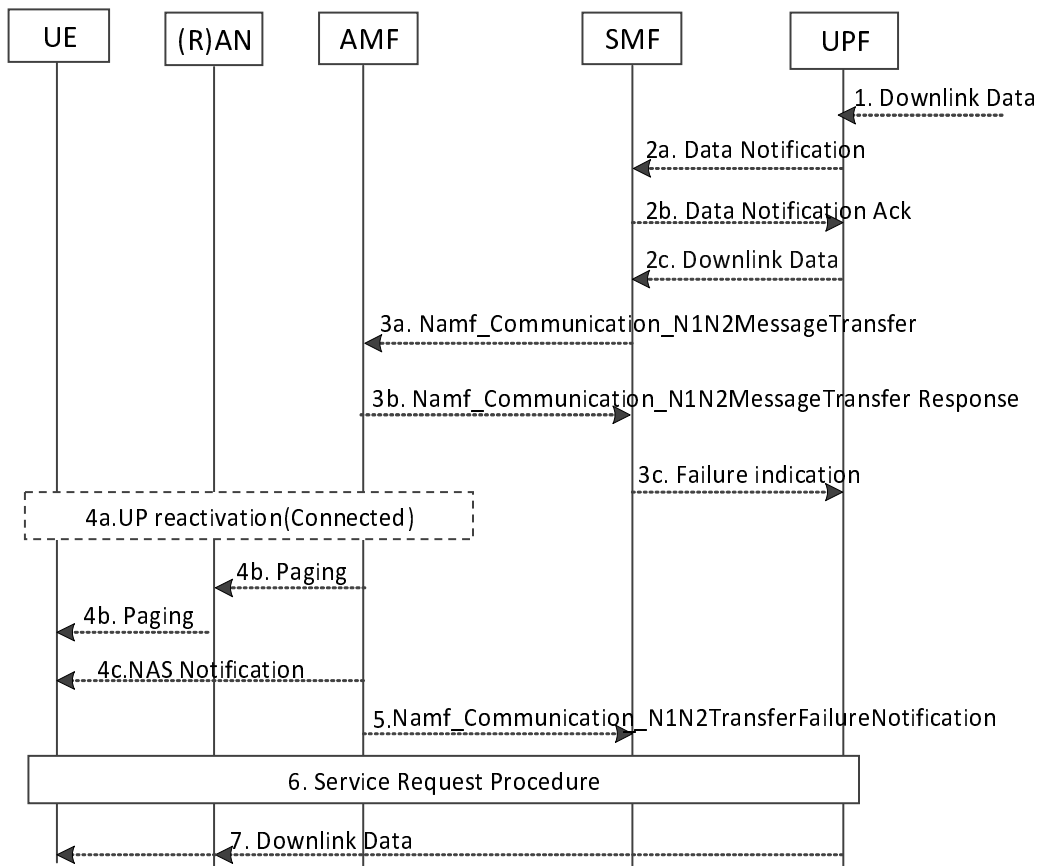 UE
(R)AN
AMF
SMF
UPF
1. Downlink Data
2a. Data Notification
2b. Data Notification Ack
2c. Downlink Data
3a. Namf_Communication_N1N2MessageTransfer
3b. Namf_Communication_N1N2MessageTransfer Response
3c. Failure indication
4a.UP reactivation(Connected)
4b. Paging
4b. Paging
4c.NAS Notification
5.Namf_Communication_N1N2TransferFailureNotification
6. Service Request Procedure
7. Downlink Data